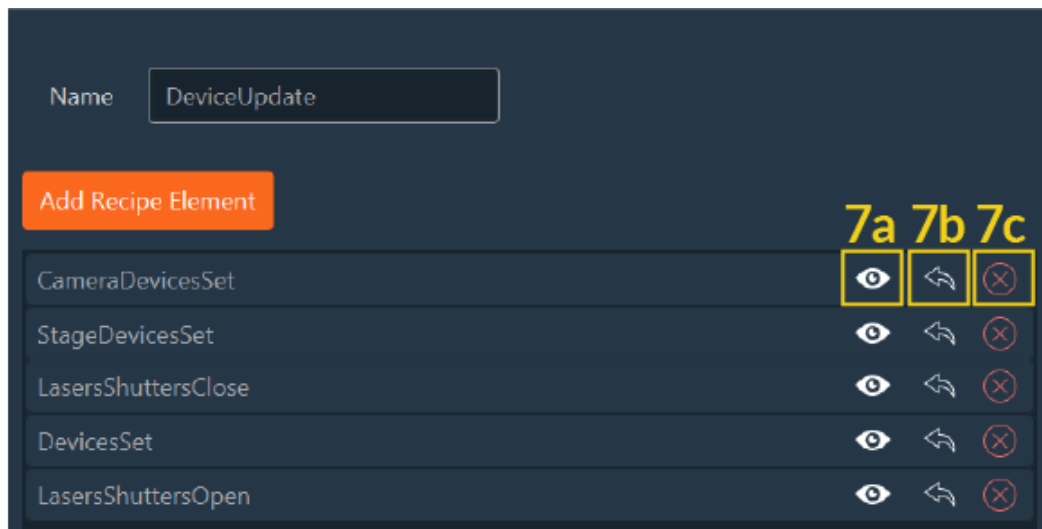 Name DeviceUpdate
Add Recipe Element
7a 7b 7c
CameraDevicesSet
StageDevicesSet
LasersShuttersClose
DevicesSet
LasersShuttersOpen